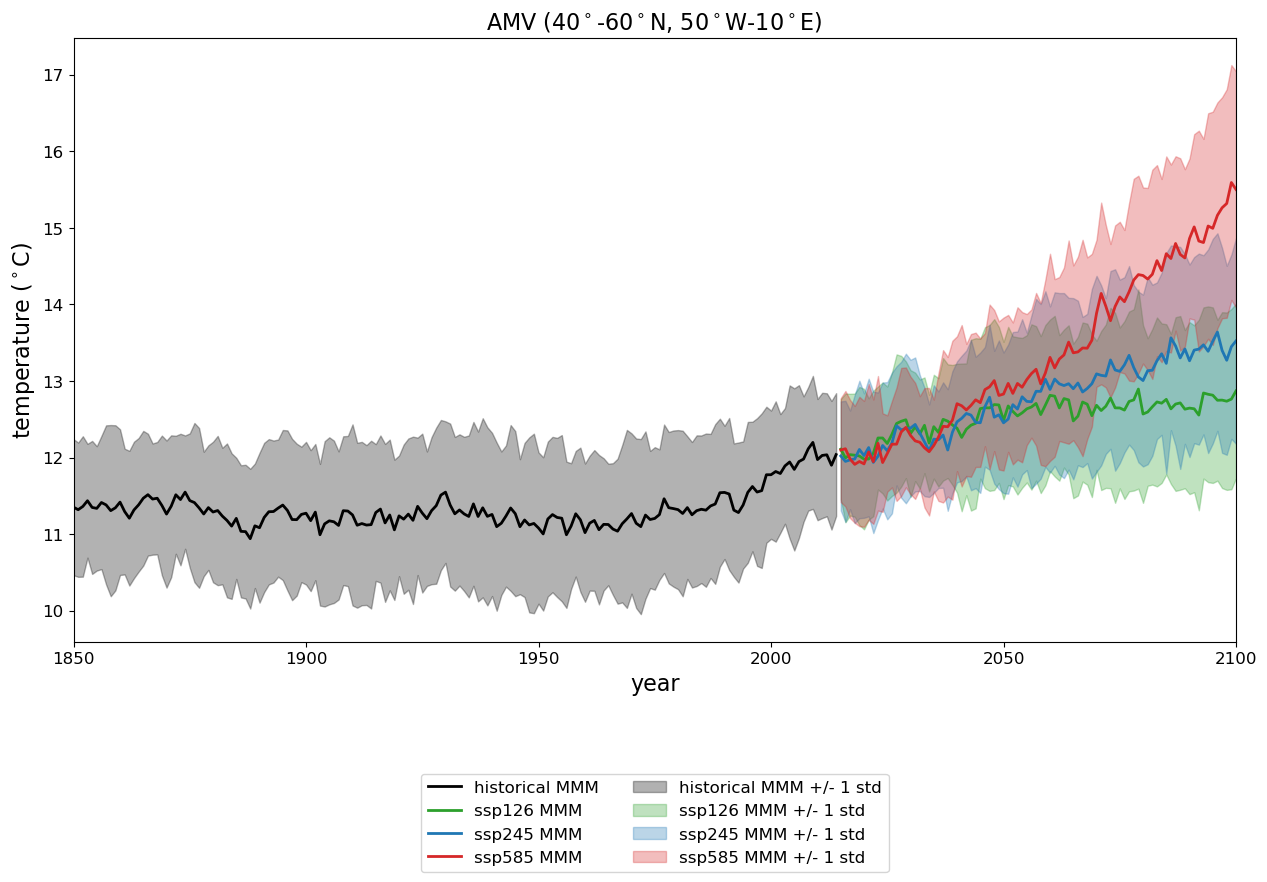 AMV (40°-60°N, 50°W-10°E)
temperature (°C)
17
16
15
14
13
12
11
10
1850 1900 1950 2000 2050 2100
year
historical MMM historical MMM +/- 1 std
ssp126 MMM ssp126 MMM +/- 1 std
ssp245 MMM ssp245 MMM +/- 1 std
ssp585 MMM ssp585 MMM +/- 1 std